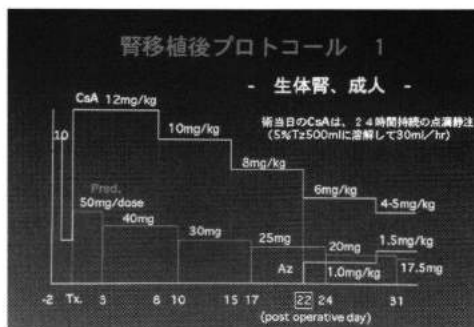 腎移植後プロトコール 1
- 生体腎、成人 -
CsA 12mg/kg
術当日のCsAは、24時間持続の点滴静注
(5%Tz500mlに溶解して30ml/hr)
10
10mg/kg
8mg/kg
Pred.
50mg/dose
6mg/kg
40mg
4-5mg/kg
30mg
25mg
20mg
1.5mg/kg
Az
1.0mg/kg
17.5mg
-2 Tx. 3 8 10 15 17 22 24 31
(post operative day)